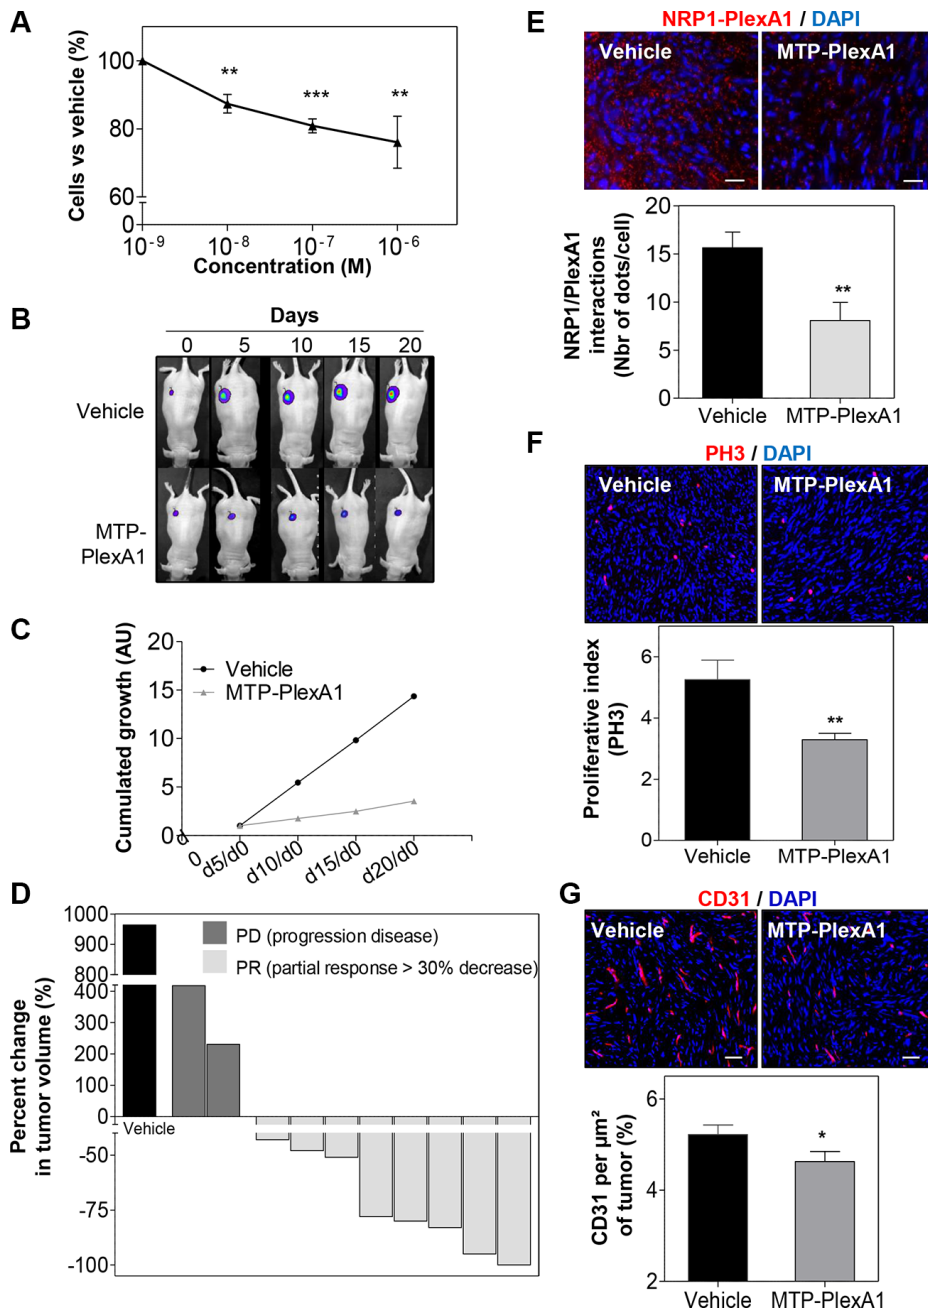 A
Cells vs vehicle (%)
100
80
60
0
**
***
**
10-9
10-8
10-7
10-6
Concentration (M)
B
Days
0 5 10 15 20
Vehicle
MTP-
PlexA1
C
Cumulated growth (AU)
20
15
10
5
0
Vehicle
MTP-PlexA1
0
d5/d0
d10/d0
d15/d0
d20/d0
D
Percent change
in tumor volume (%)
1000
900
800
400
300
200
100
0
-50
-75
-100
PD (progression disease)
PR (partial response > 30% decrease)
Vehicle
E
NRP1-PlexA1 / DAPI
Vehicle
MTP-PlexA1
NRP1/PlexA1
interactions
(Nbr of dots/cell)
20
15
10
5
0
**
Vehicle
MTP-PlexA1
F
PH3 / DAPI
Vehicle
MTP-PlexA1
Proliferative index
(PH3)
6
4
2
0
**
Vehicle
MTP-PlexA1
G
CD31 / DAPI
Vehicle
MTP-PlexA1
CD31 per µm²
of tumor (%)
6
4
2
*
Vehicle
MTP-PlexA1